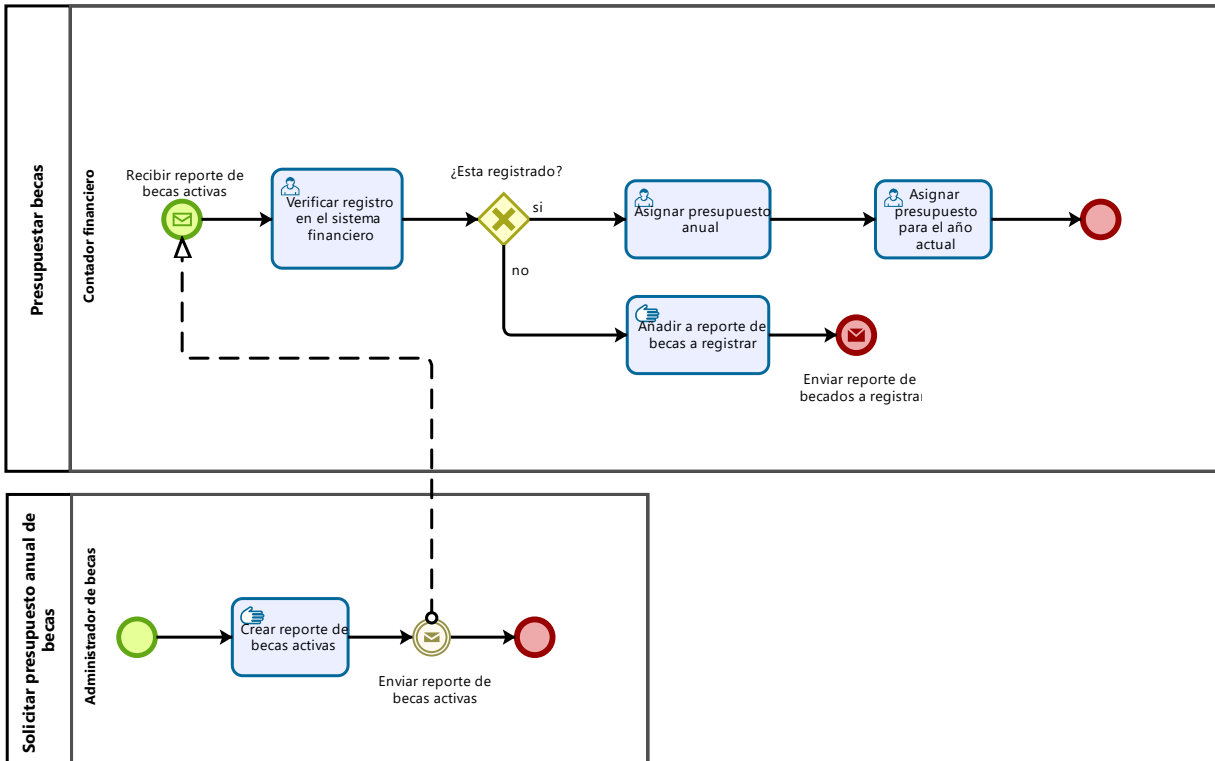 Presupuestar becas
Contador financiero
Recibir reporte de
becas activas
Verificar registro
en el sistema
financiero
¿Esta registrado?
si
no
Asignar presupuesto
anual
Asignar
presupuesto
para el año
actual
Añadir a reporte de
becas a registrar
Enviar reporte de
becados a registrar
Solicitar presupuesto anual de
becas
Administrador de becas
Crear reporte de
becas activas
Enviar reporte de
becas activas